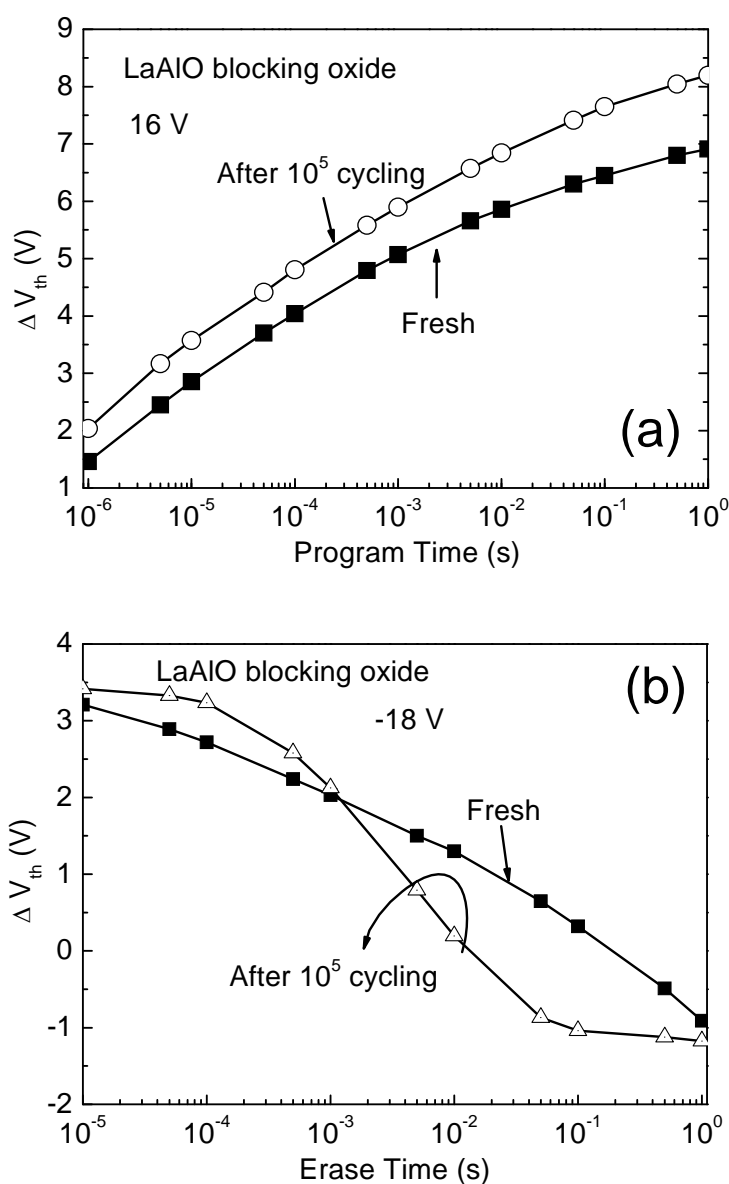 9
8
7
6
5
4
3
2
1
Δ V_th (V)
LaAlO blocking oxide
16 V
After 10^5 cycling
Fresh
(a)
10^-6 10^-5 10^-4 10^-3 10^-2 10^-1 10^0
Program Time (s)
4
3
2
1
0
-1
-2
Δ V_th (V)
LaAlO blocking oxide
-18 V
(b)
Fresh
After 10^5 cycling
10^-5 10^-4 10^-3 10^-2 10^-1 10^0
Erase Time (s)